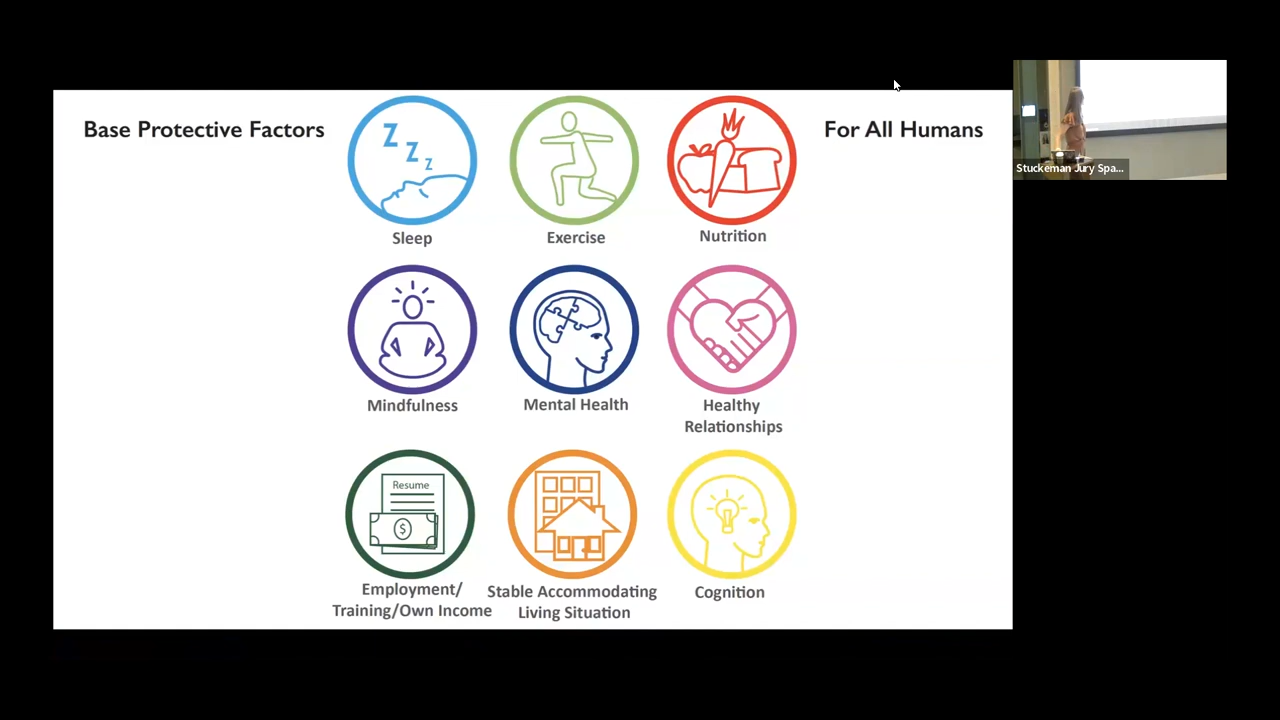 Base Protective Factors
For All Humans
Z
Z
Z
Sleep
Exercise
Nutrition
Mindfulness
Mental Health
Healthy
Relationships
Resume
$
Employment/
Training/Own Income
Stable Accommodating
Living Situation
Cognition
Stuckeman Jury Spa...